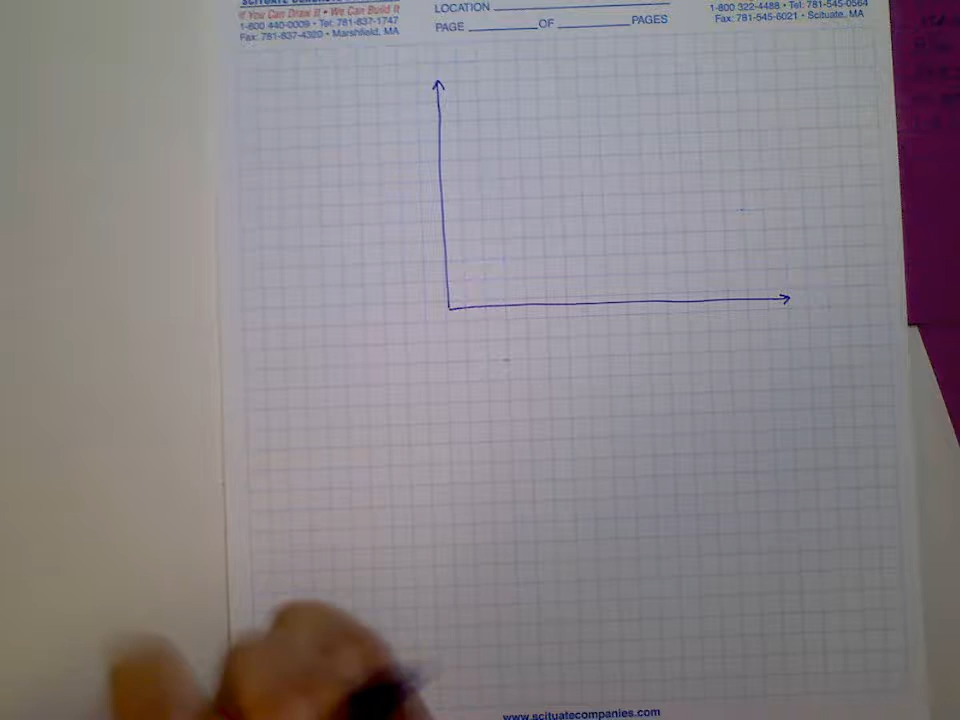 If You Can Draw It • We Can Build It
1-800 440-0009 • Tel: 781-837-1747
Fax: 781-837-4320 • Marshfield, MA
LOCATION
PAGE OF PAGES
1-800 322-4488 • Tel: 781-545-0564
Fax: 781-545-6021 • Scituate, MA
www.scituatecompanies.com